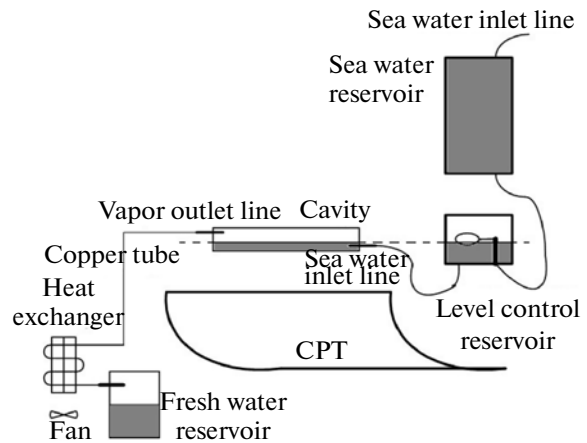 Sea water inlet line
Sea water
reservoir
Vapor outlet line
Cavity
Copper tube
Sea water
inlet line
Heat
exchanger
Level control
reservoir
CPT
Fresh water
reservoir
Fan